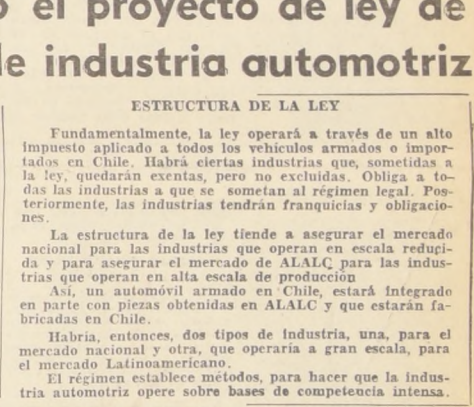 el proyecto de ley de
de industria automotriz
ESTRUCTURA DE LA LEY
Fundamentalmente, la ley operará a través de un alto
impuesto aplicado a todos los vehículos armados o impor-
tados en Chile. Habrá ciertas industrias que, sometidas a
la ley, quedarán exentas, pero no excluidas. Obliga a to-
das las industrias a que se sometan al régimen legal. Pos-
teriormente, las industrias tendrán franquicias y obligacio-
nes.
La estructura de la ley tiende a asegurar el mercado
nacional para las industrias que operan en escala reduci-
da y para asegurar el mercado de ALALC para las indus-
trias que operan en alta escala de producción
Así, un automóvil armado en Chile, estará integrado
en parte con piezas obtenidas en ALALC y que estarán fa-
bricadas en Chile.
Habría, entonces, dos tipos de industria, una, para el
mercado nacional y otra, que operaría a gran escala, para
el mercado Latinoamericano.
El régimen establece métodos, para hacer que la indus-
tria automotriz opere sobre bases de competencia intensa.